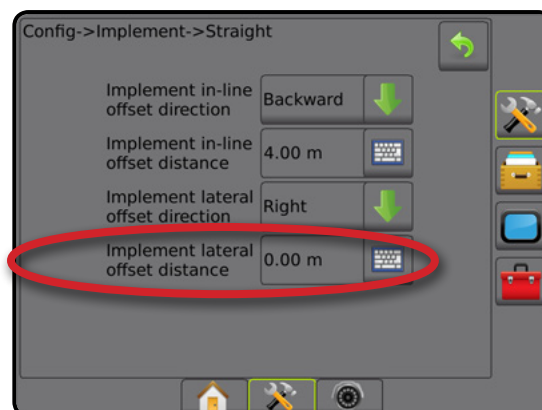 Config->Implement->Straight
Implement in-line
offset direction
Backward
Implement in-line
offset distance
4.00 m
Implement lateral
offset direction
Right
Implement lateral
offset distance
0.00 m